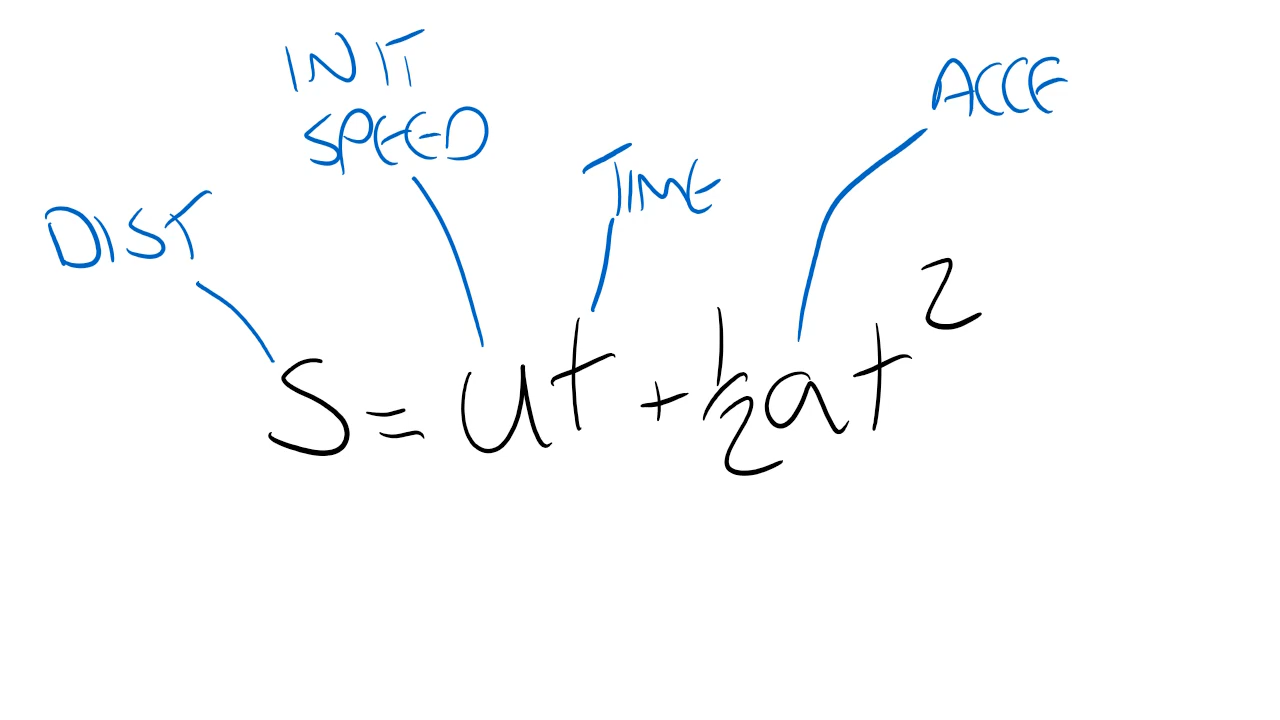 INIT
SPEED
ACCE
TIME
DIST
s = ut + ½at²